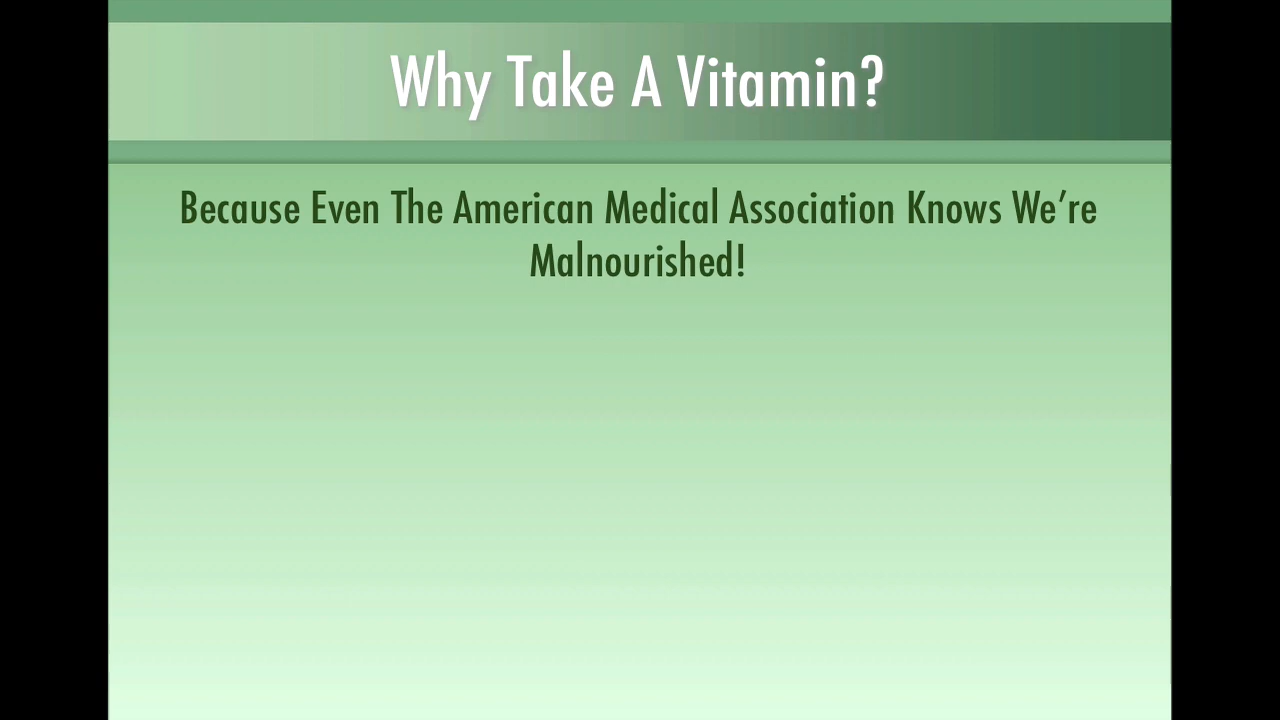 Why Take A Vitamin?
Because Even The American Medical Association Knows We’re
Malnourished!